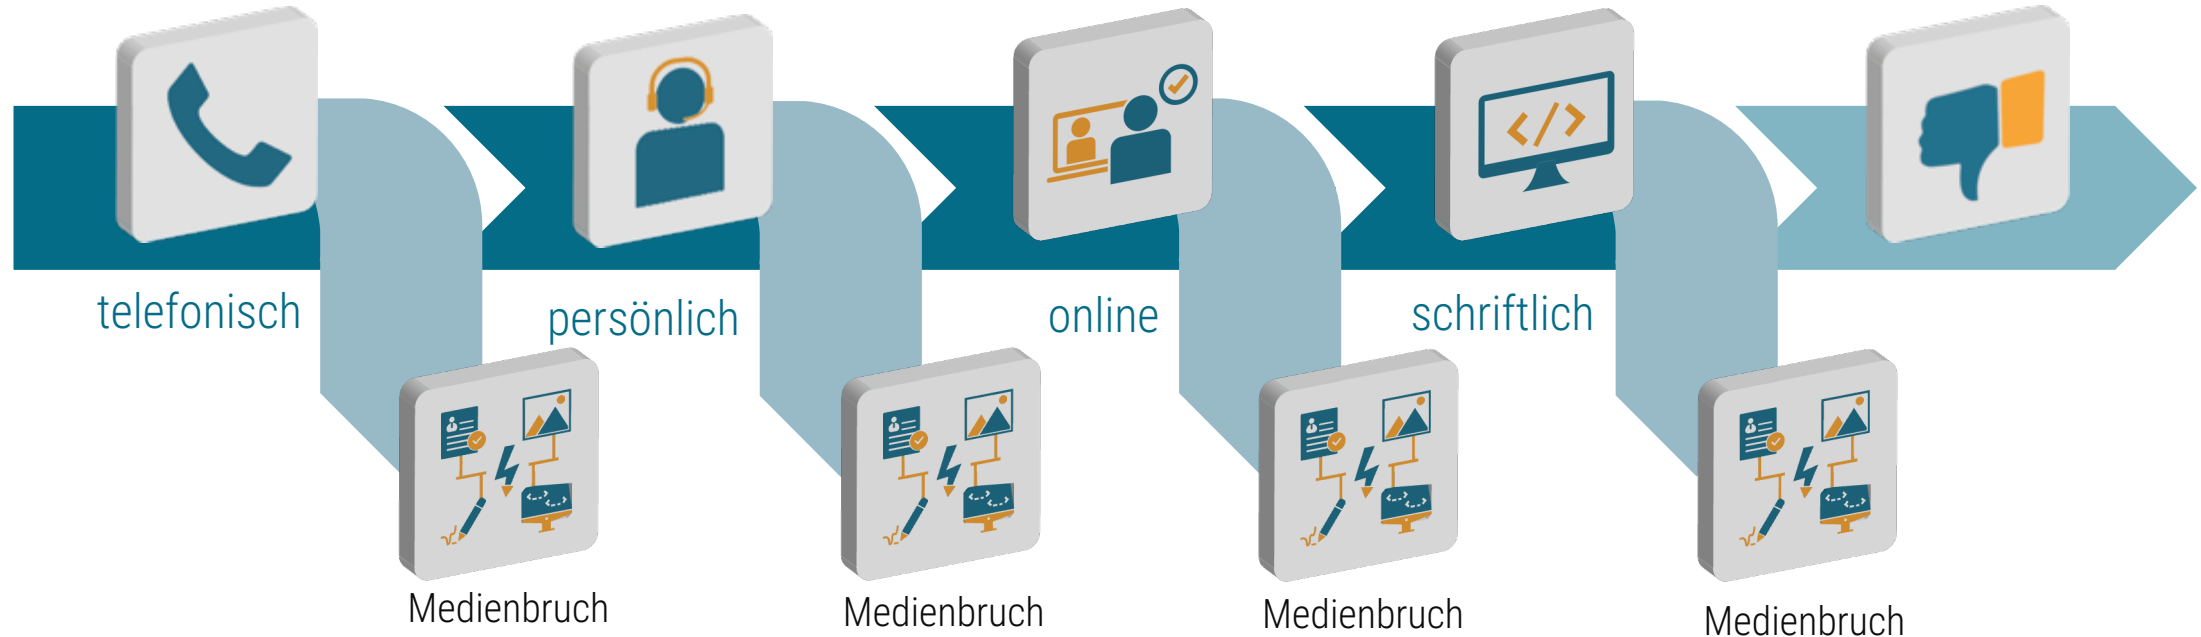 telefonisch
persönlich
online
schriftlich
Medienbruch
Medienbruch
Medienbruch
Medienbruch